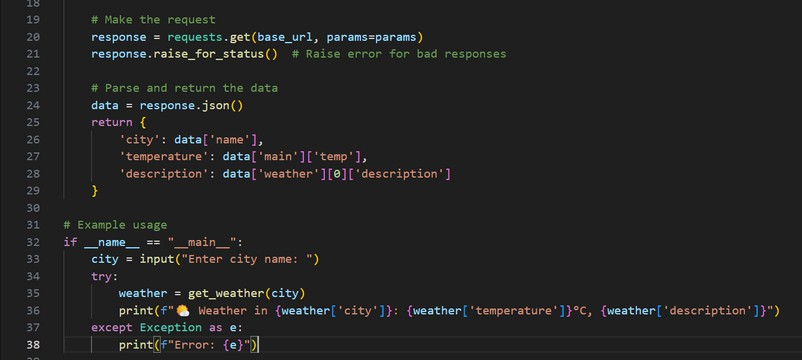 18
19 # Make the request
20 response = requests.get(base_url, params=params)
21 response.raise_for_status()  # Raise error for bad responses
22
23 # Parse and return the data
24 data = response.json()
25 return {
26 'city': data['name'],
27 'temperature': data['main']['temp'],
28 'description': data['weather'][0]['description']
29 }
30
31 # Example usage
32 if __name__ == "__main__":
33 city = input("Enter city name: ")
34 try:
35 weather = get_weather(city)
36 print(f"🌤️ Weather in {weather['city']}: {weather['temperature']}°C, {weather['description']}")
37 except Exception as e:
38 print(f"Error: {e}")